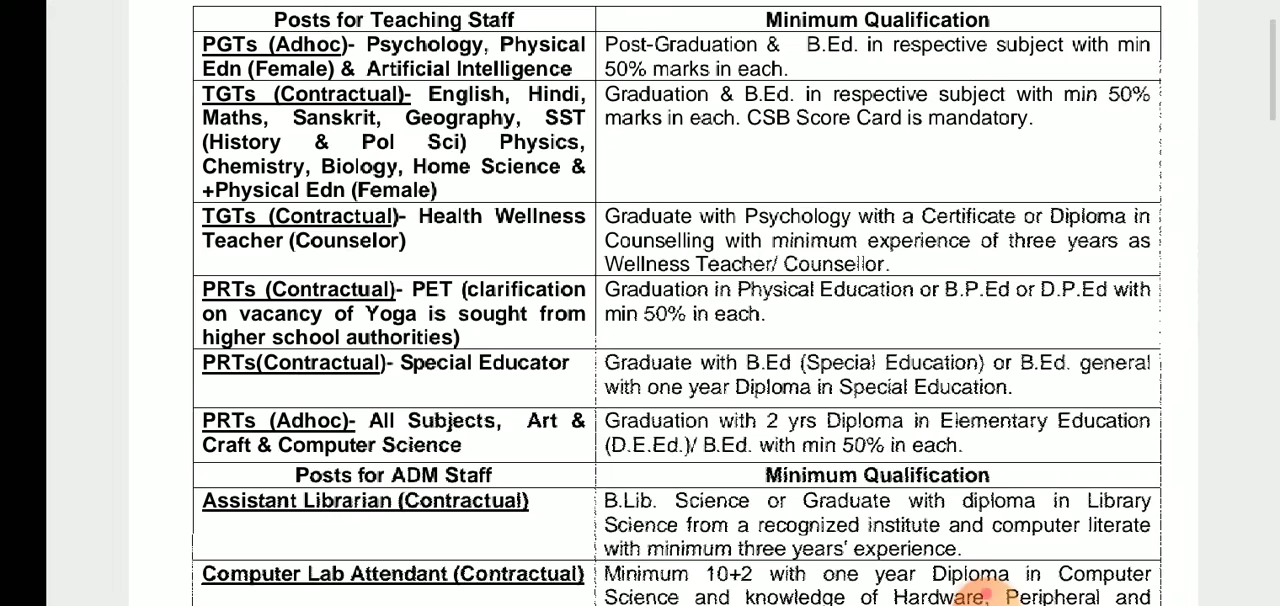 Posts for Teaching Staff
Minimum Qualification
PGTs (Adhoc)- Psychology, Physical
Edn (Female) & Artificial Intelligence
Post-Graduation & B.Ed. in respective subject with min
50% marks in each.
TGTs (Contractual)- English, Hindi,
Maths, Sanskrit, Geography, SST
(History & Pol Sci) Physics,
Chemistry, Biology, Home Science &
+Physical Edn (Female)
Graduation & B.Ed. in respective subject with min 50%
marks in each. CSB Score Card is mandatory.
TGTs (Contractual)- Health Wellness
Teacher (Counselor)
Graduate with Psychology with a Certificate or Diploma in
Counselling with minimum experience of three years as
Wellness Teacher/ Counsellor.
PRTs (Contractual)- PET (clarification
on vacancy of Yoga is sought from
higher school authorities)
Graduation in Physical Education or B.P.Ed or D.P.Ed with
min 50% in each.
PRTs(Contractual)- Special Educator
Graduate with B.Ed (Special Education) or B.Ed. general
with one year Diploma in Special Education.
PRTs (Adhoc)- All Subjects, Art &
Craft & Computer Science
Graduation with 2 yrs Diploma in Elementary Education
(D.E.Ed.)/ B.Ed. with min 50% in each.
Posts for ADM Staff
Minimum Qualification
Assistant Librarian (Contractual)
B.Lib. Science or Graduate with diploma in Library
Science from a recognized institute and computer literate
with minimum three years' experience.
Computer Lab Attendant (Contractual)
Minimum 10+2 with one year Diploma in Computer
Science and knowledge of Hardware, Peripheral and